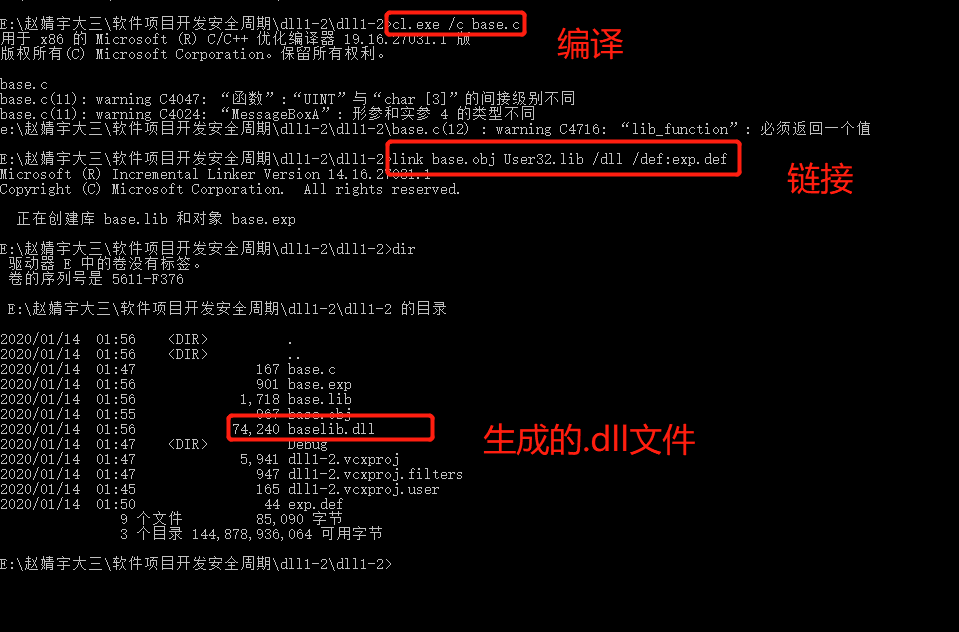 E:\赵婧宇大三\软件项目开发安全周期\dll1-2\dll1-2>cl.exe /c base.c
用于 x86 的 Microsoft (R) C/C++ 优化编译器 19.16.27031.1 版
版权所有(C) Microsoft Corporation。保留所有权利。
编译
base.c
base.c(11): warning C4047: “函数”:“UINT”与“char [3]”的间接级别不同
base.c(11): warning C4024: “MessageBoxA”: 形参和实参 4 的类型不同
e:\赵婧宇大三\软件项目开发安全周期\dll1-2\dll1-2\base.c(12) : warning C4716: “lib_function”: 必须返回一个值
E:\赵婧宇大三\软件项目开发安全周期\dll1-2\dll1-2>link base.obj User32.lib /dll /def:exp.def
Microsoft (R) Incremental Linker Version 14.16.27031.1
Copyright (C) Microsoft Corporation.  All rights reserved.
链接
正在创建库 base.lib 和对象 base.exp
E:\赵婧宇大三\软件项目开发安全周期\dll1-2\dll1-2>dir
驱动器 E 中的卷没有标签。
卷的序列号是 5611-F376
E:\赵婧宇大三\软件项目开发安全周期\dll1-2\dll1-2 的目录
2020/01/14  01:56    <DIR>          .
2020/01/14  01:56    <DIR>          ..
2020/01/14  01:47               167 base.c
2020/01/14  01:56               901 base.exp
2020/01/14  01:56             1,718 base.lib
2020/01/14  01:55               967 base.obj
2020/01/14  01:56            74,240 baselib.dll
生成的.dll文件
2020/01/14  01:47    <DIR>          Debug
2020/01/14  01:47             5,941 dll1-2.vcxproj
2020/01/14  01:47               947 dll1-2.vcxproj.filters
2020/01/14  01:45               165 dll1-2.vcxproj.user
2020/01/14  01:50                44 exp.def
9 个文件         85,090 字节
3 个目录 144,878,936,064 可用字节
E:\赵婧宇大三\软件项目开发安全周期\dll1-2\dll1-2>